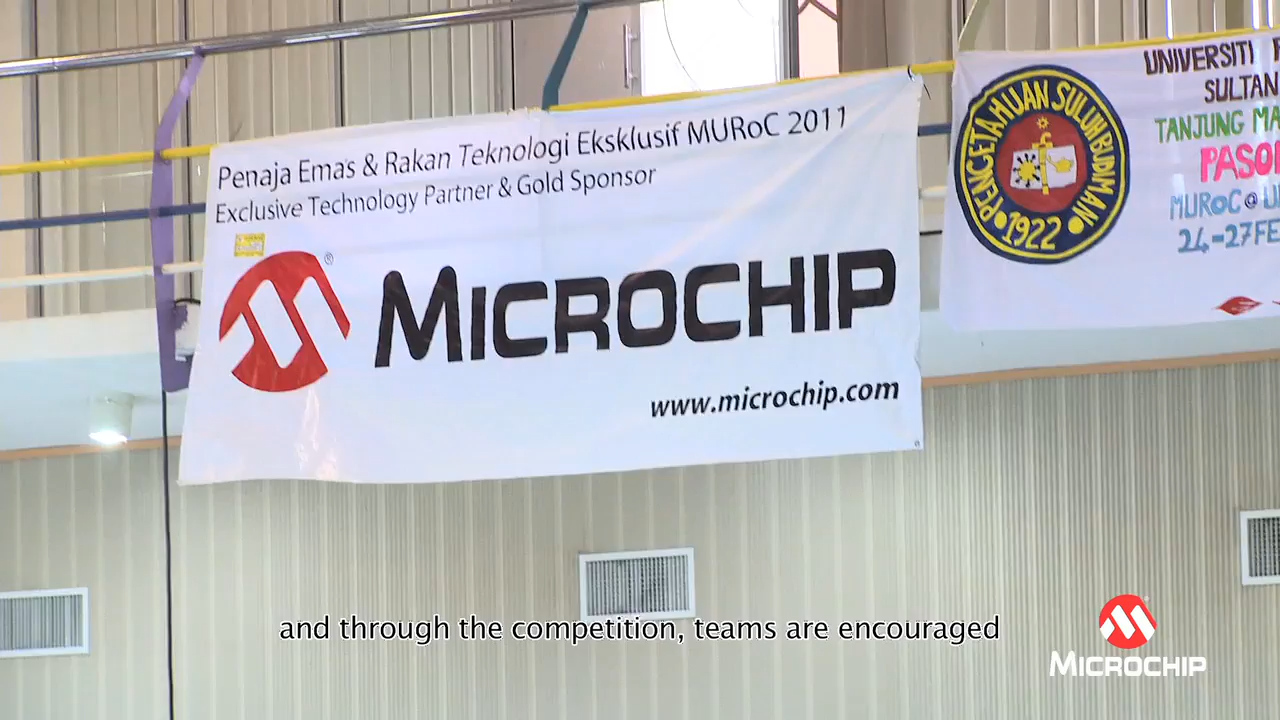 Penaja Emas & Rakan Teknologi Eksklusif MURoC 2011
Exclusive Technology Partner & Gold Sponsor
®
MICROCHIP
www.microchip.com
UNIVERSITI
SULTAN
TANJUNG
PENGETAHUAN SULUH BUDIMAN
1922
MUROC @
24-27 FE
and through the competition, teams are encouraged
MICROCHIP